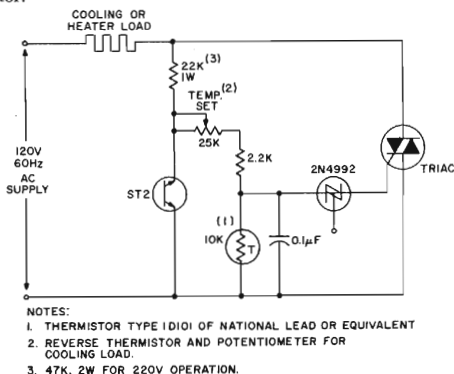 COOLING OR
HEATER LOAD
22K(3)
1W
TEMP.(2)
SET
25K
2.2K
120V
60Hz
AC
SUPPLY
2N4992
TRIAC
ST2
(1)
10K
T
0.1µF
NOTES:
1. THERMISTOR TYPE 1D101 OF NATIONAL LEAD OR EQUIVALENT
2. REVERSE THERMISTOR AND POTENTIOMETER FOR
COOLING LOAD.
3. 47K, 2W FOR 220V OPERATION.